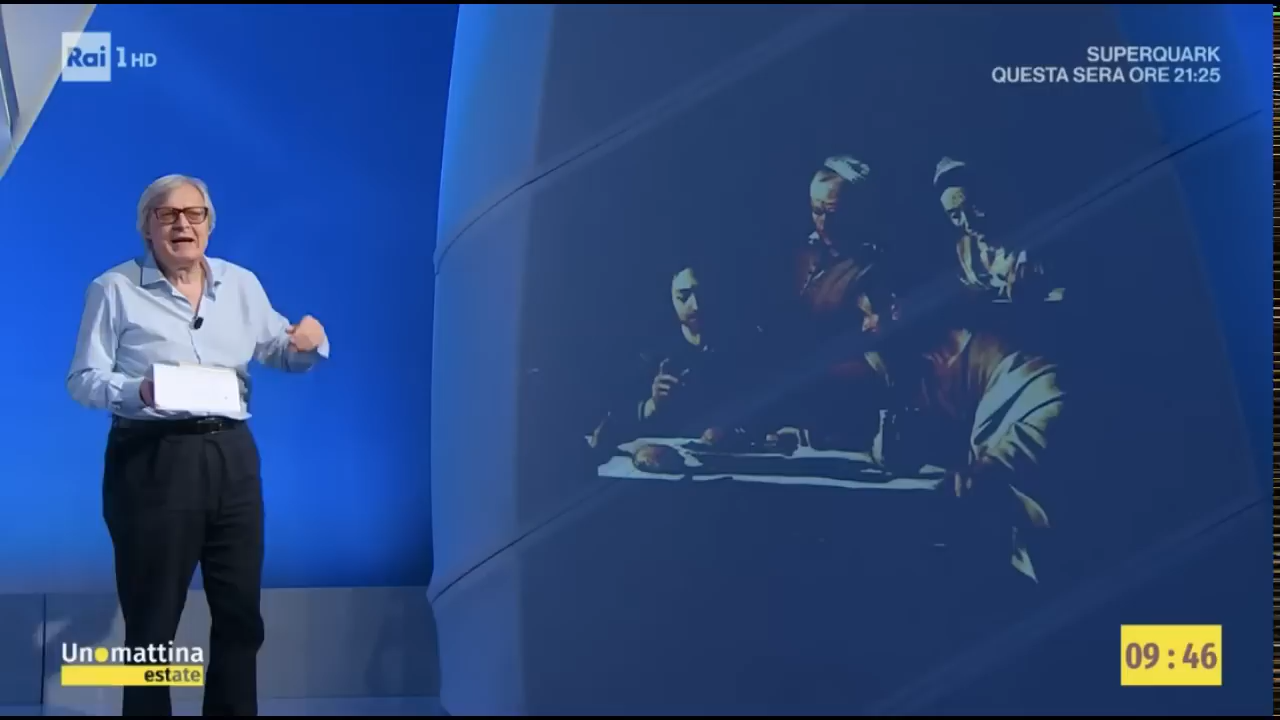 Rai 1 HD
SUPERQUARK
QUESTA SERA ORE 21:25
Unomattina
estate
09 : 46